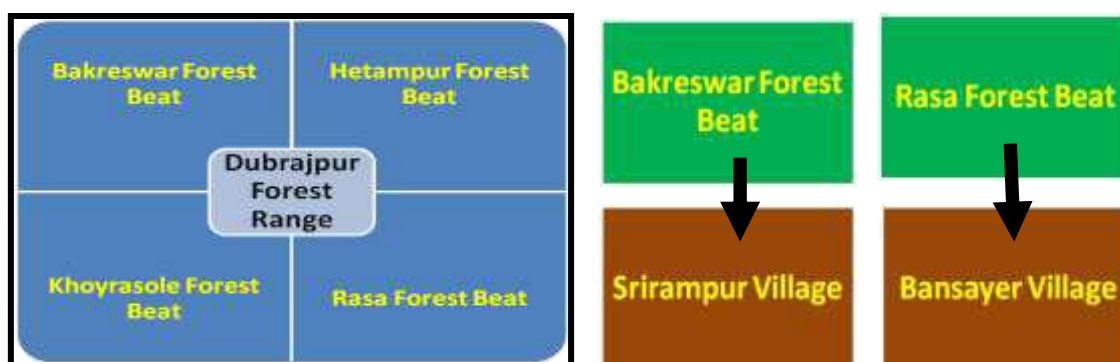 Bakreswar Forest
Beat
Hetampur Forest
Beat
Dubrajpur
Forest
Range
Khoyrasole Forest
Beat
Rasa Forest Beat
Bakreswar Forest
Beat
Rasa Forest Beat
Srirampur Village
Bansayer Village